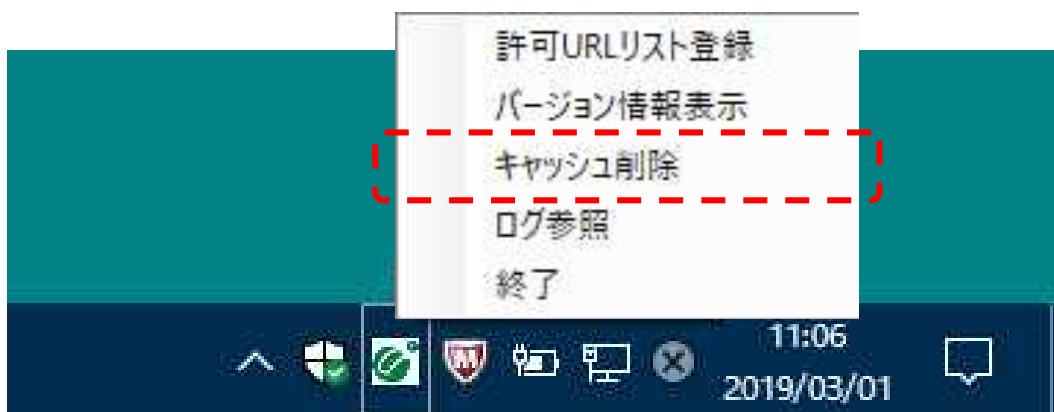 許可URLリスト登録
バージョン情報表示
キャッシュ削除
ログ参照
終了
11:06
2019/03/01